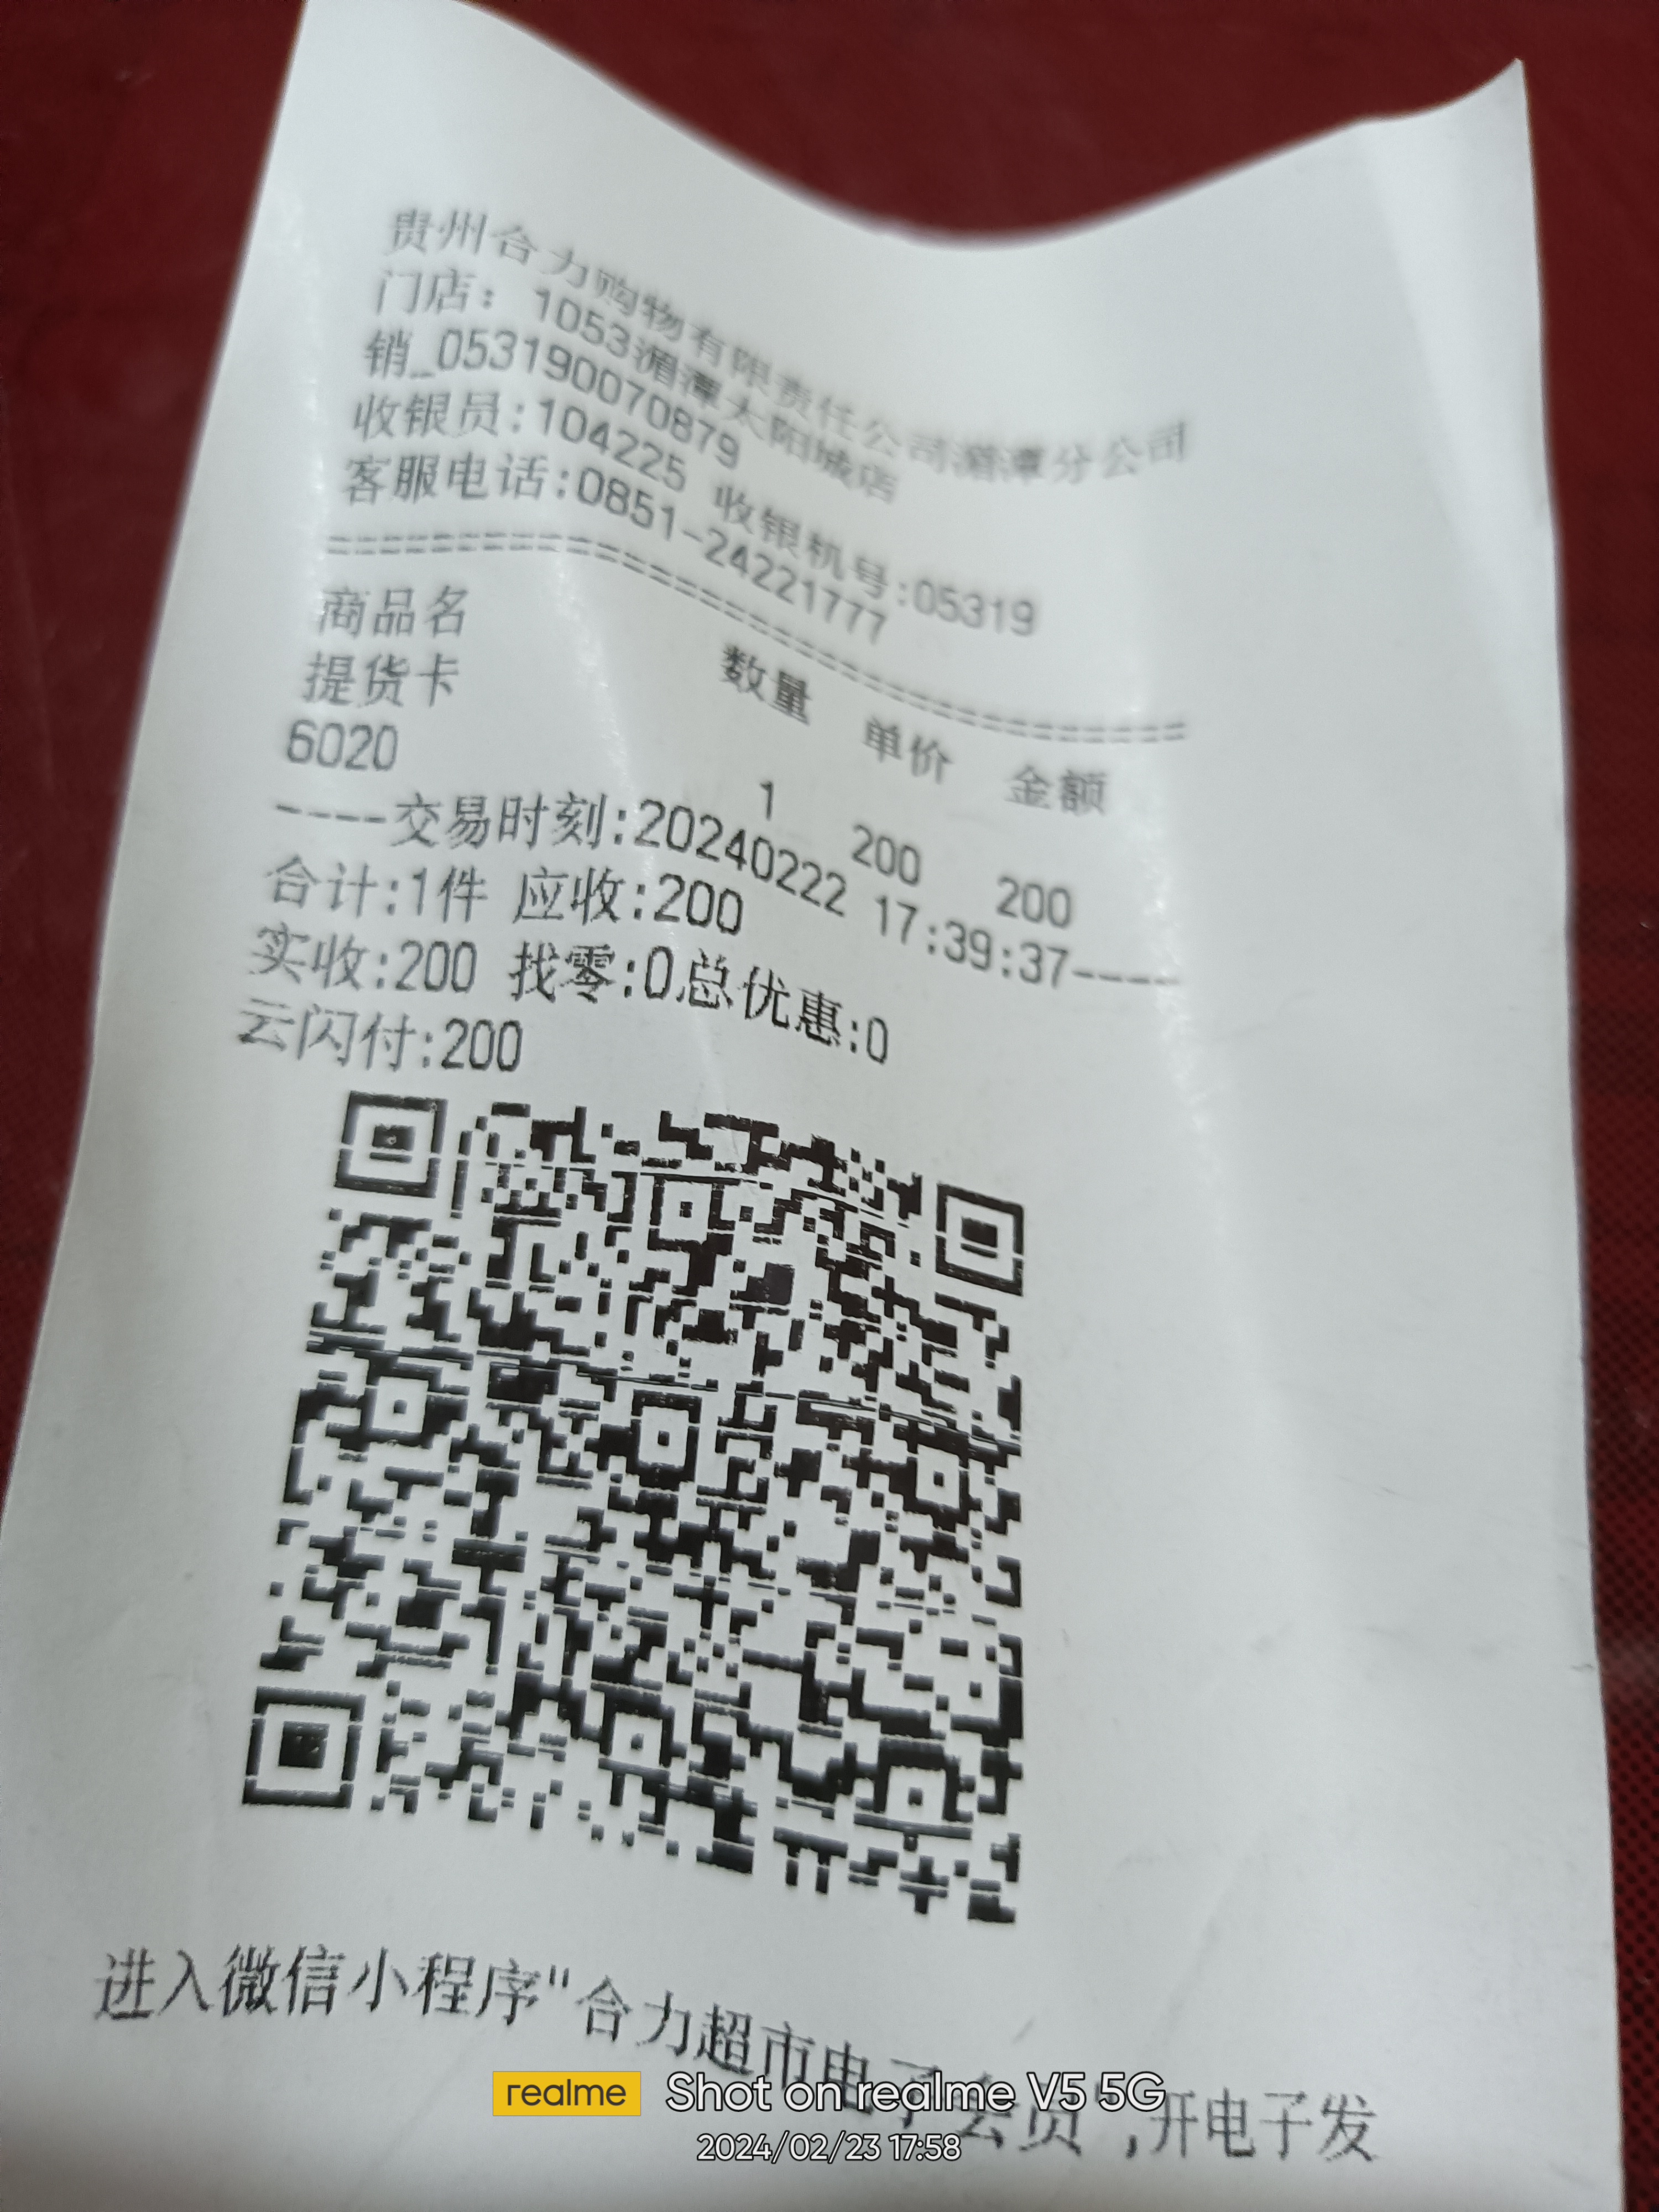 贵州合力购物有限责任公司湄潭分公司
门店：1053湄潭太阳城店
销_053190070879
收银员:104225 收银机号:05319
客服电话:0851-24221777
================================
商品名 数量 单价 金额
提货卡
6020 1 200 200
----交易时刻:20240222 17:39:37-----
合计:1件 应收:200
实收:200 找零:0总优惠:0
云闪付:200
进入微信小程序"合力超市电子会员",开电子发
realme Shot on realme V5 5G
2024/02/23 17:58